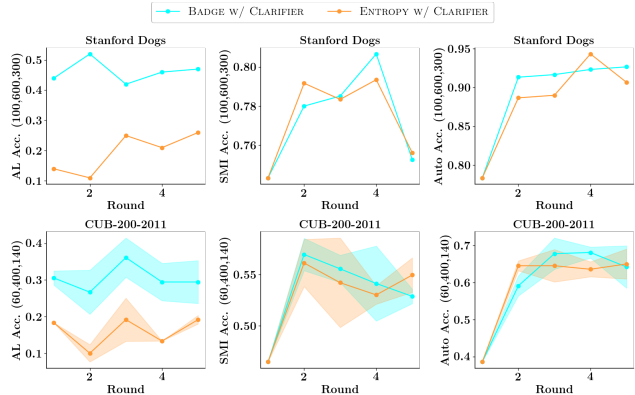 BADGE W/ CLARIFIER ENTROPY W/ CLARIFIER
Stanford Dogs Stanford Dogs Stanford Dogs
AL Acc. (100,600,300)
0.5
0.4
0.3
0.2
0.1
2 4
Round
SMI Acc. (100,600,300)
0.80
0.78
0.76
2 4
Round
Auto Acc. (100,600,300)
0.95
0.90
0.85
0.80
2 4
Round
CUB-200-2011 CUB-200-2011 CUB-200-2011
AL Acc. (60,400,140)
0.4
0.3
0.2
0.1
2 4
Round
SMI Acc. (60,400,140)
0.55
0.50
2 4
Round
Auto Acc. (60,400,140)
0.7
0.6
0.5
0.4
2 4
Round